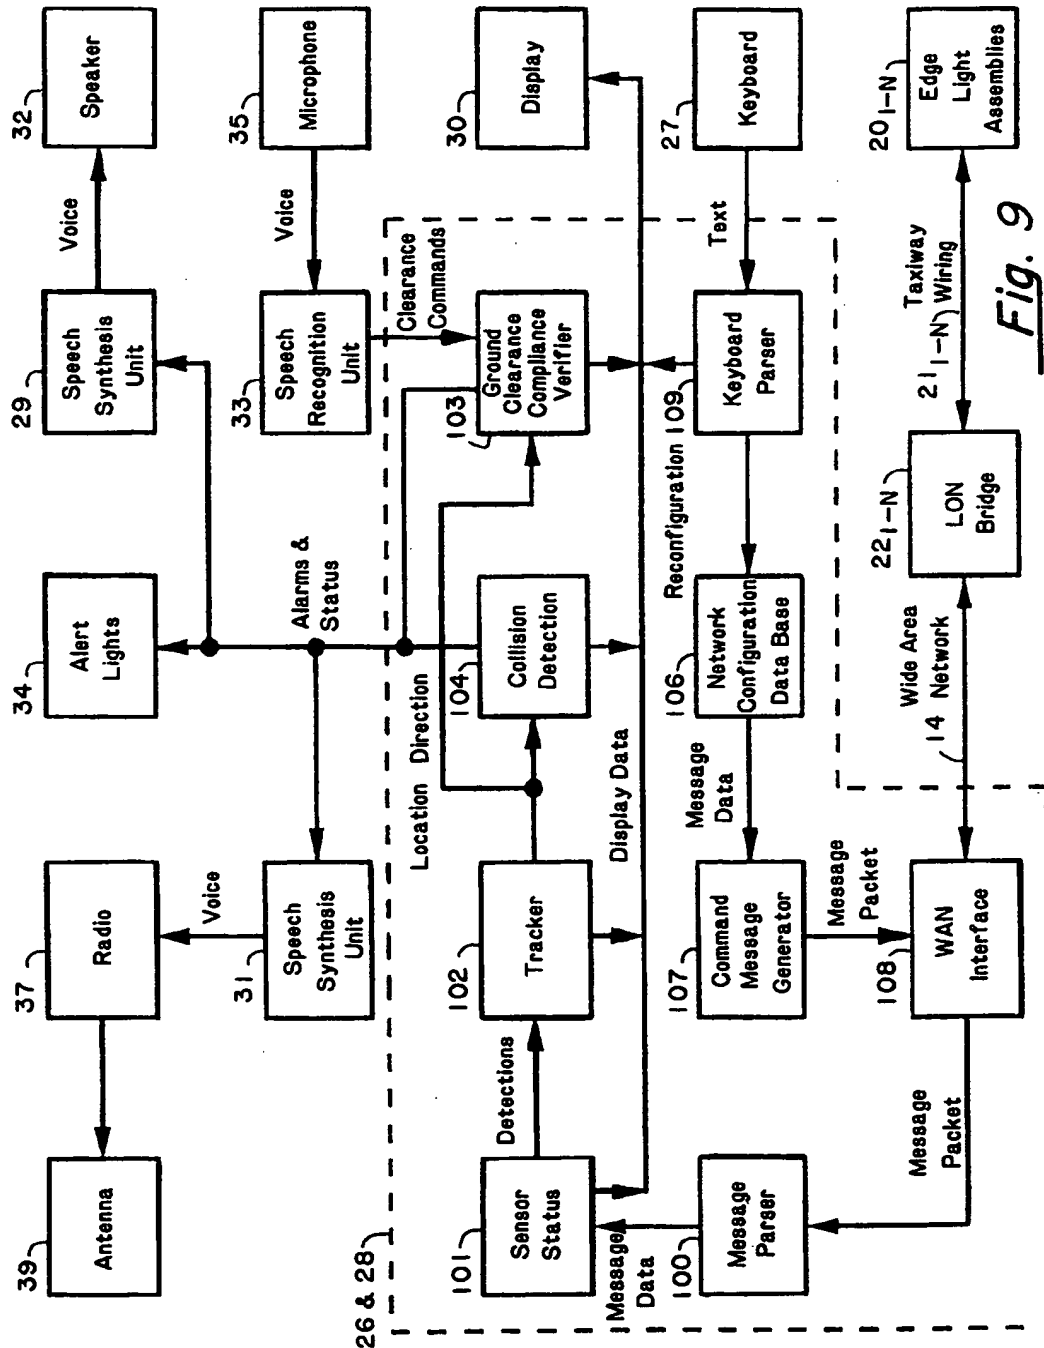 39
Antenna
37
Radio
34
Alert
Lights
29
Speech
Synthesis
Unit
Voice
32
Speaker
Voice
31
Speech
Synthesis
Unit
Alarms &
Status
33
Speech
Recognition
Unit
Voice
35
Microphone
26 & 28
Location Direction
Clearance
Commands
101
Sensor
Status
Detections
102
Tracker
104
Collision
Detection
103
Ground
Clearance
Compliance
Verifier
30
Display
Message
Data
Display Data
100
Message
Parser
107
Command
Message
Generator
Message
Data
106
Network
Configuration
Data Base
Reconfiguration
109
Keyboard
Parser
Text
27
Keyboard
Message
Packet
Message
Packet
108
WAN
Interface
Wide Area
14 Network
22 1-N
LON
Bridge
Taxiway
21 1-N Wiring
20 1-N
Edge
Light
Assemblies
Fig. 9